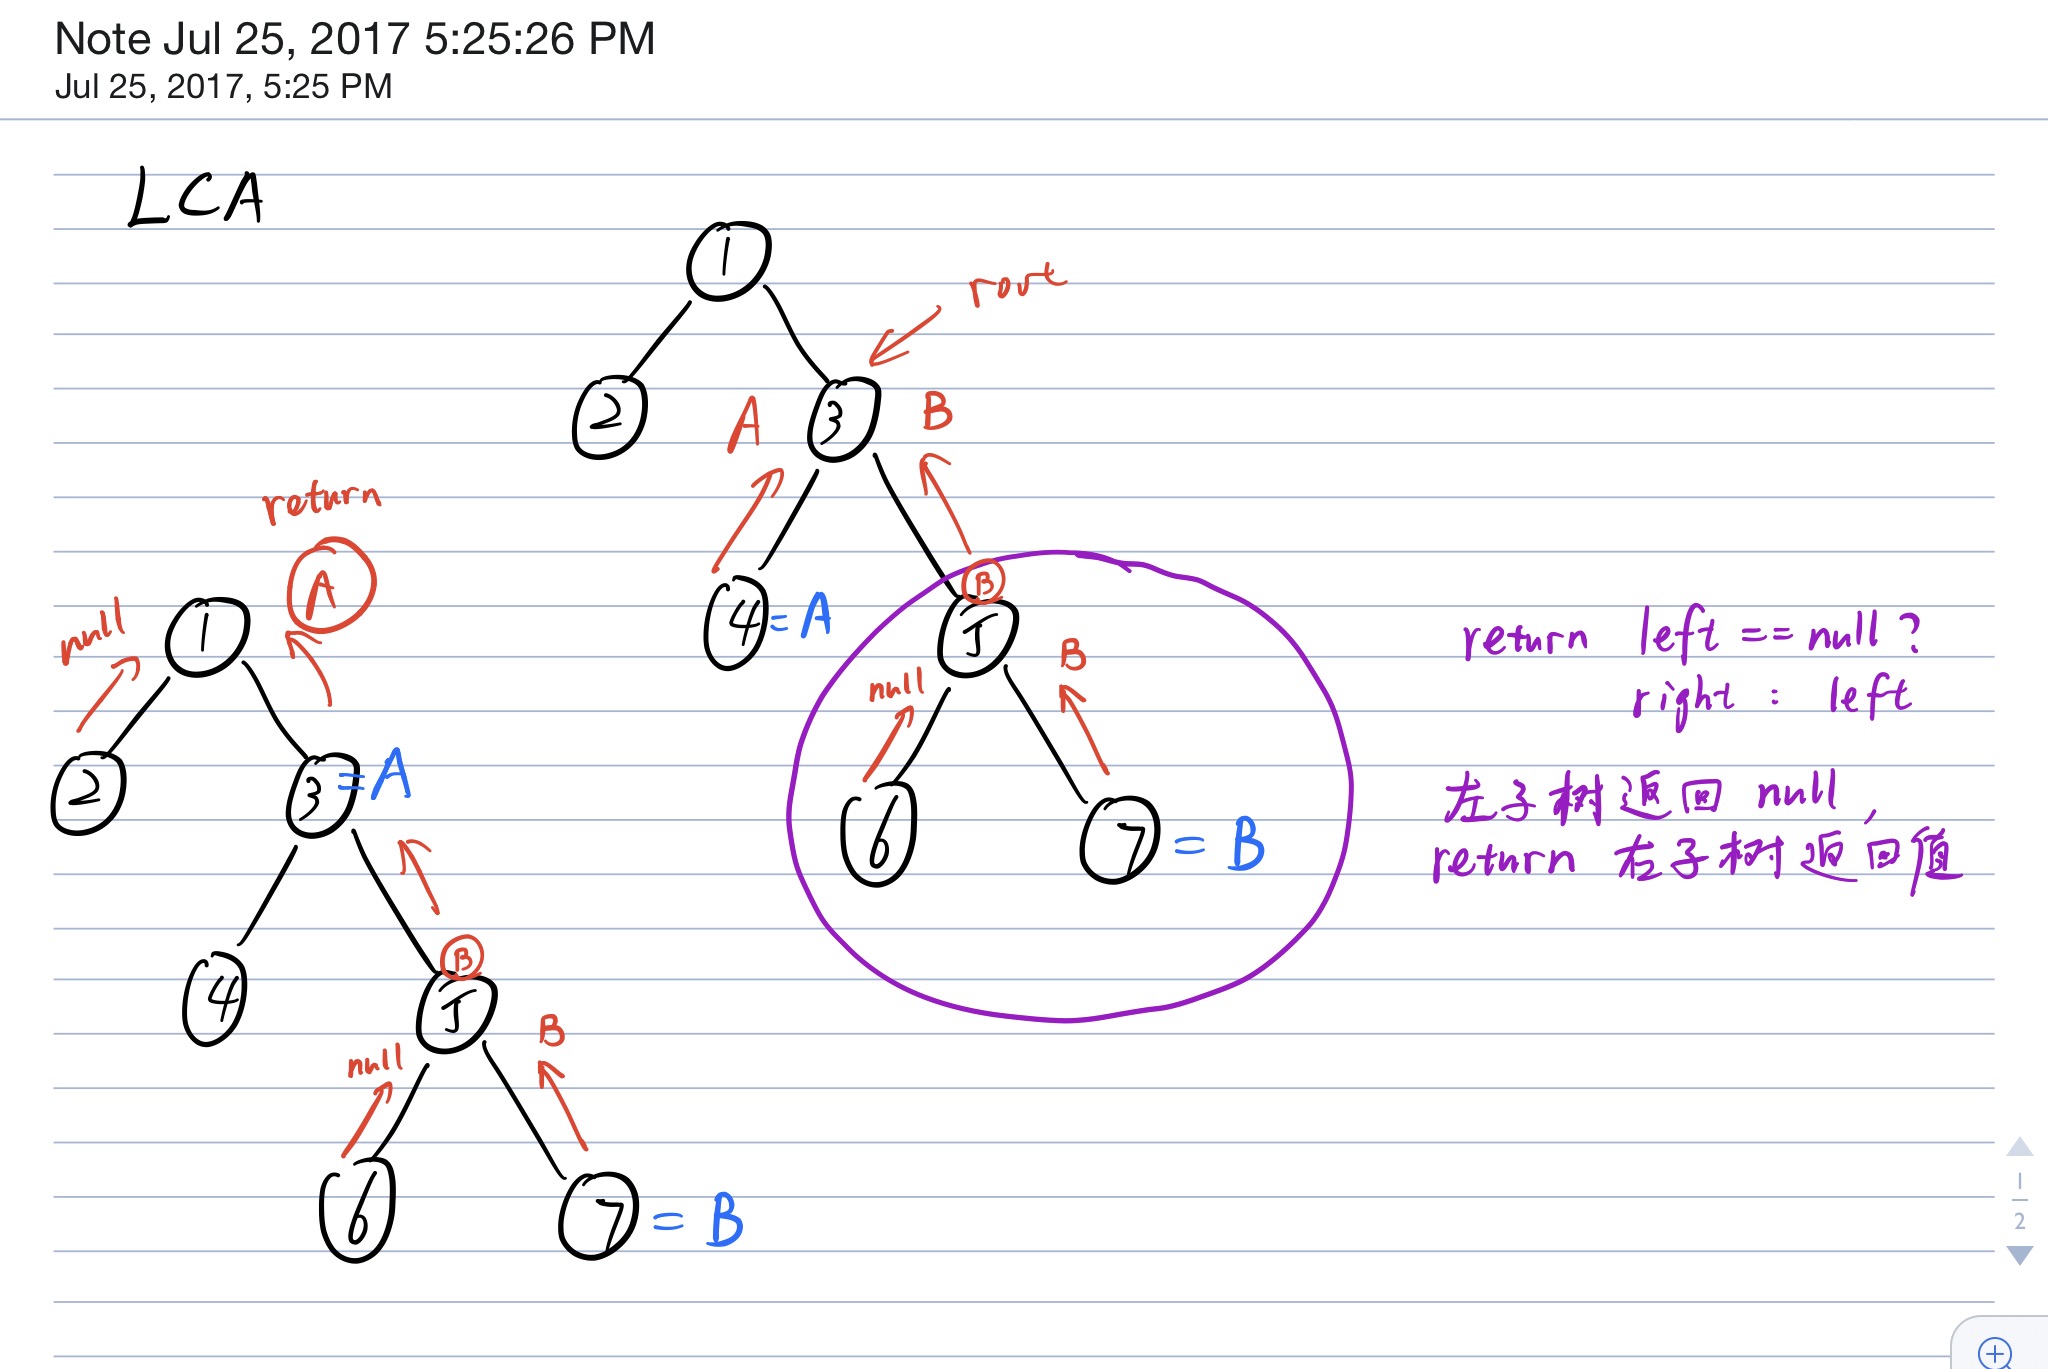 Note Jul 25, 2017 5:25:26 PM
Jul 25, 2017, 5:25 PM
LCA
1
root
2
A
3
B
4
= A
B
5
null
B
6
7
= B
return
A
null
1
2
3
= A
4
B
5
null
B
6
7
= B
return left == null ?
right : left
左子树返回 null,
return 右子树返回值
1
2